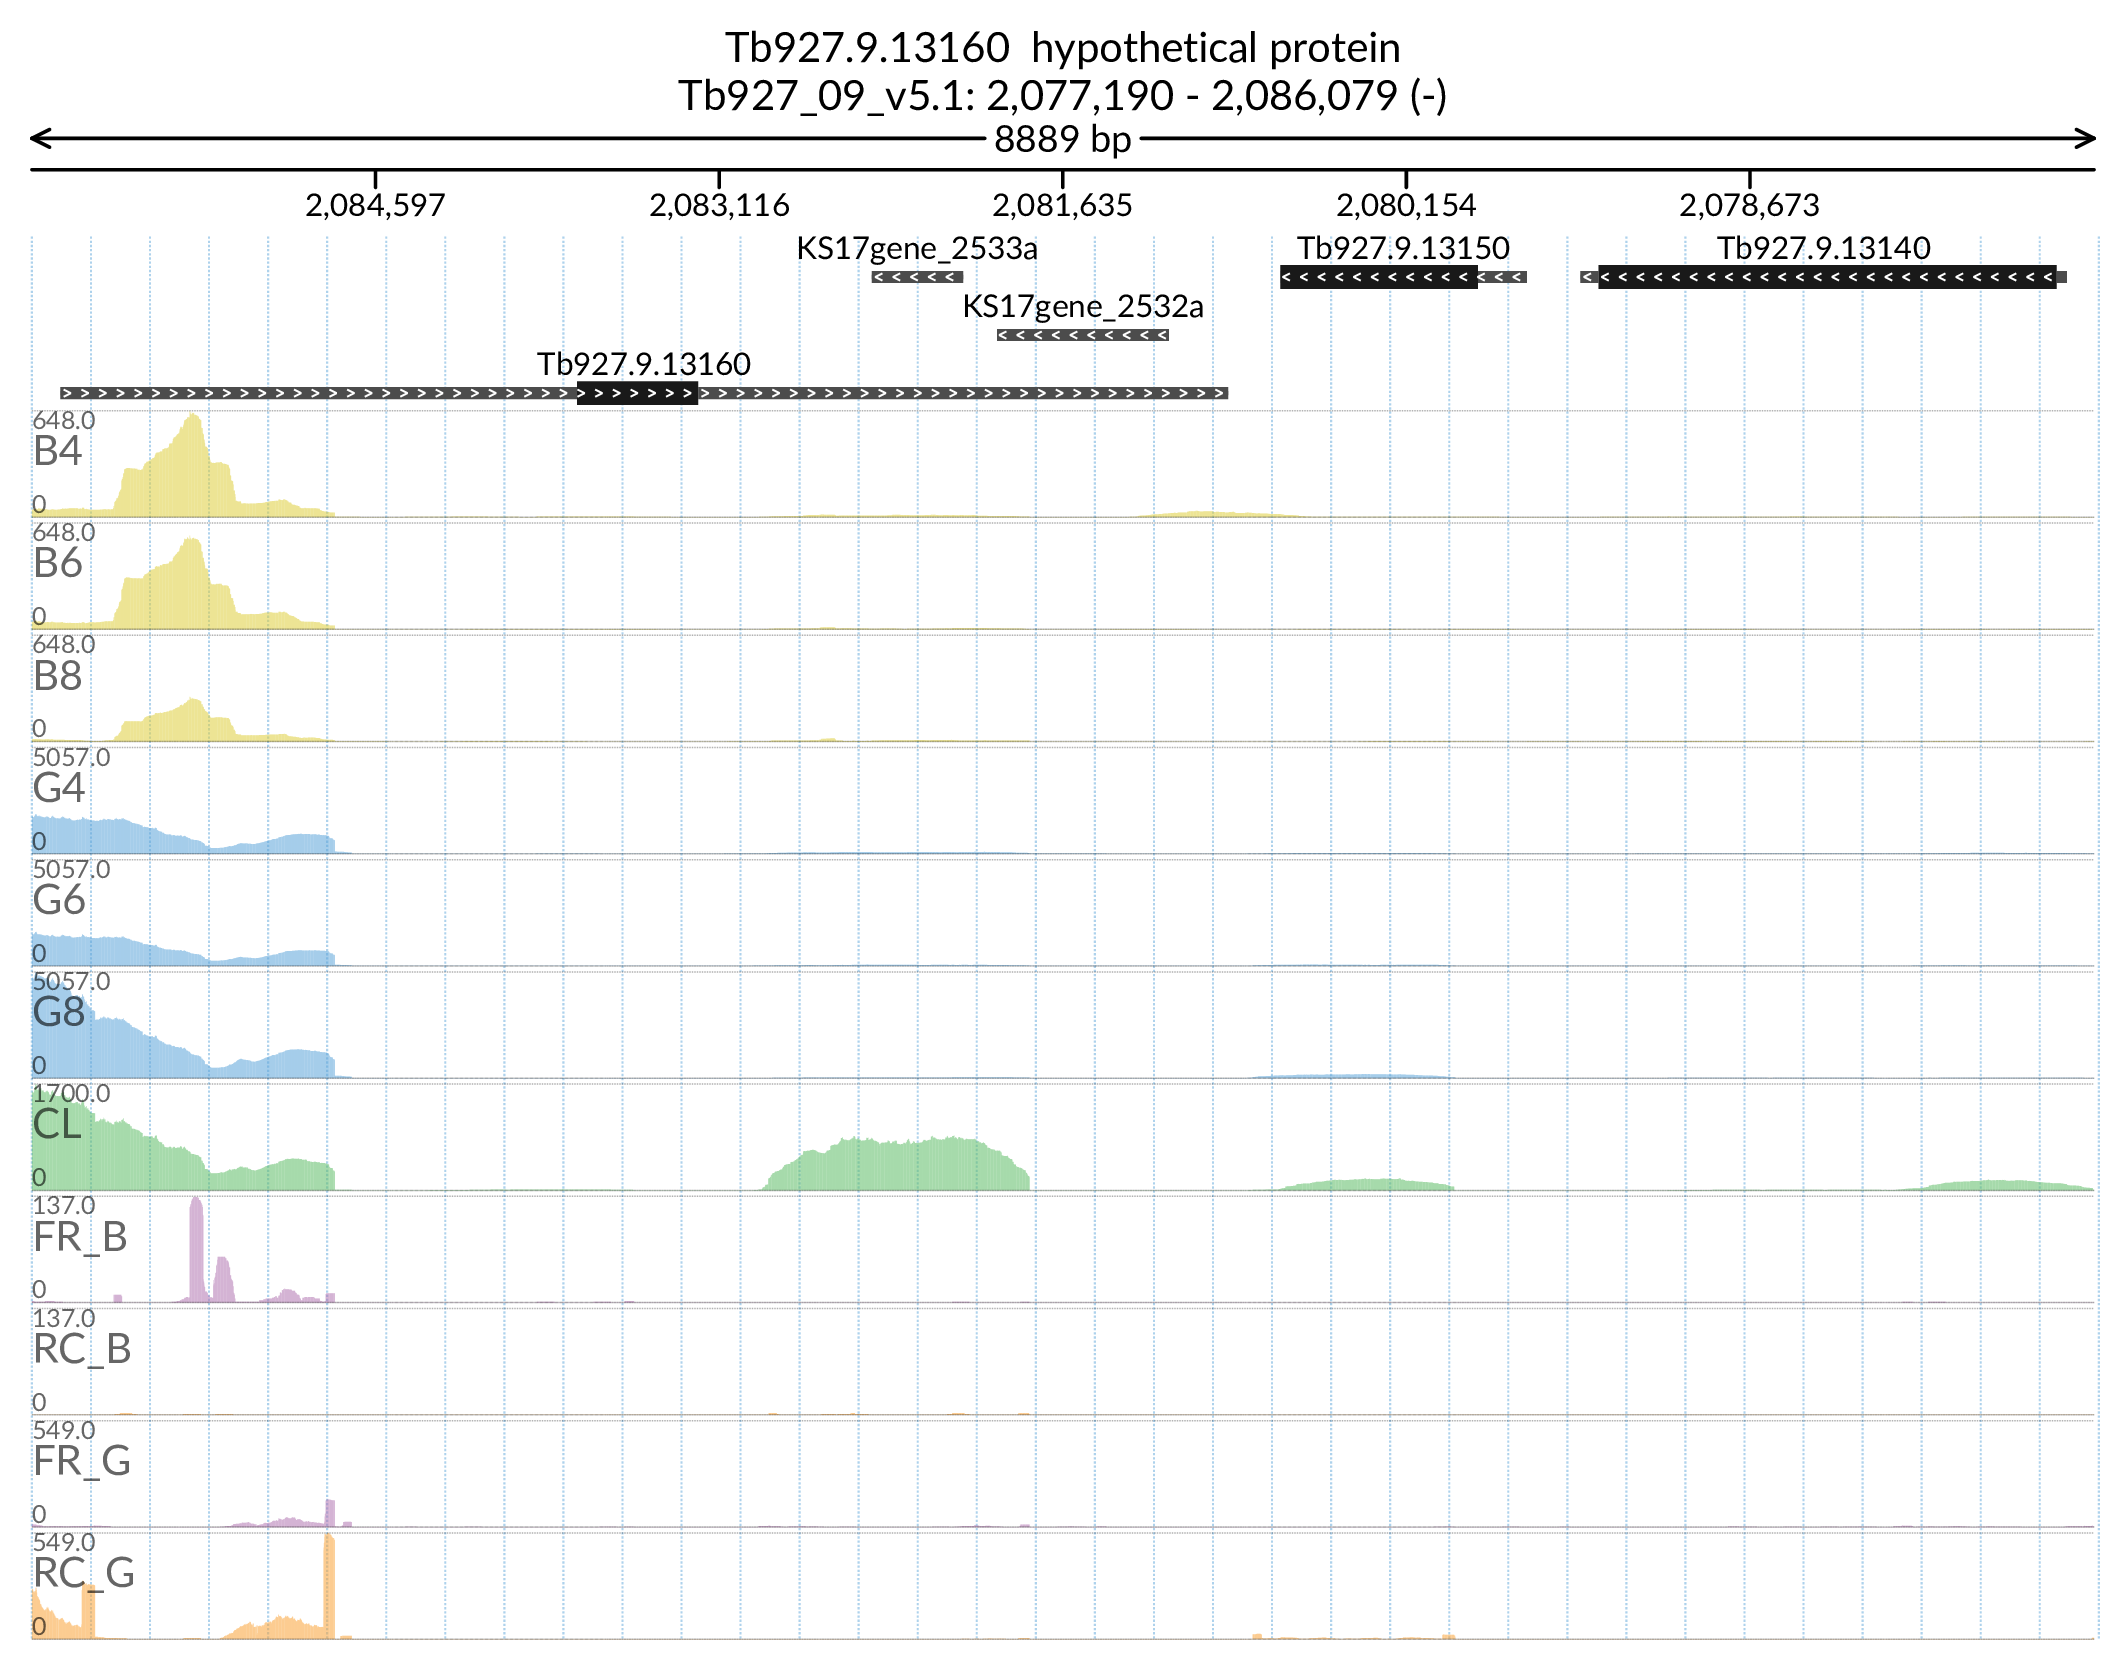 Tb927.9.13160 hypothetical protein
Tb927_09_v5.1: 2,077,190 - 2,086,079 (-)
8889 bp
2,084,597 2,083,116 2,081,635 2,080,154 2,078,673
KS17gene_2533a Tb927.9.13150 Tb927.9.13140
KS17gene_2532a
Tb927.9.13160
648.0
B4
0
648.0
B6
0
648.0
B8
0
5057.0
G4
0
5057.0
G6
0
5057.0
G8
0
1700.0
CL
0
137.0
FR_B
0
137.0
RC_B
0
549.0
FR_G
0
549.0
RC_G
0